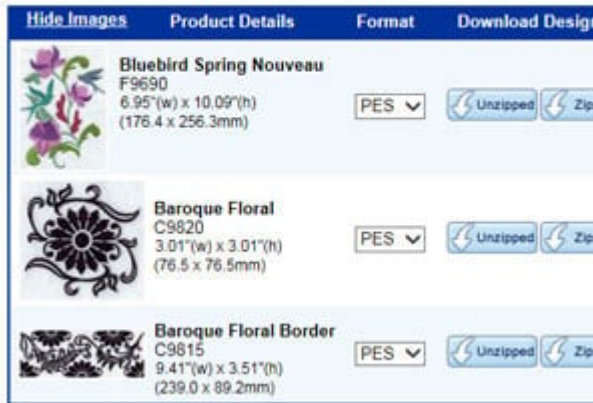 Hide Images Product Details Format Download Design
Bluebird Spring Nouveau
F9690
6.95"(w) x 10.09"(h)
(176.4 x 256.3mm)
PES
Unzipped
Zip
Baroque Floral
C9820
3.01"(w) x 3.01"(h)
(76.5 x 76.5mm)
PES
Unzipped
Zip
Baroque Floral Border
C9815
9.41"(w) x 3.51"(h)
(239.0 x 89.2mm)
PES
Unzipped
Zip